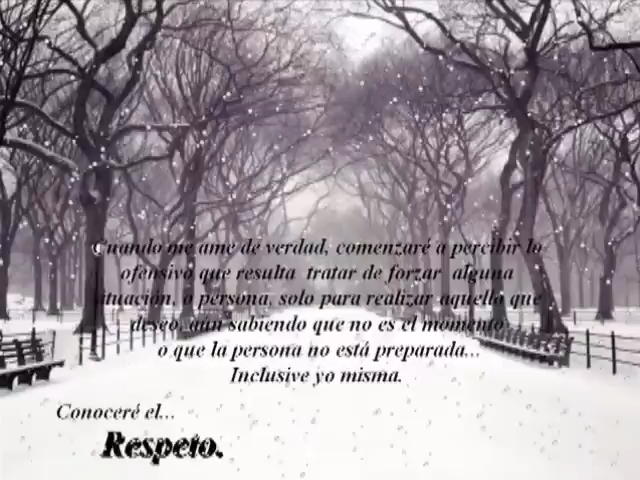 Cuando me ame de verdad, comenzaré a percibir lo
ofensivo que resulta tratar de forzar alguna
situación, o persona, solo para realizar aquello que
deseo, aún sabiendo que no es el momento
o que la persona no está preparada...
Inclusive yo misma.
Conoceré el...
Respeto.